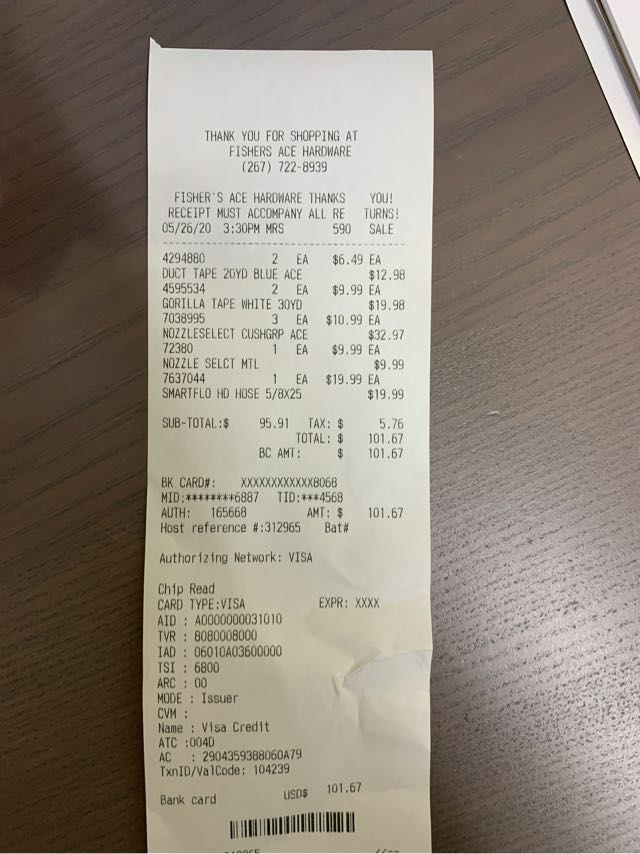 THANK YOU FOR SHOPPING AT
FISHERS ACE HARDWARE
(267) 722-8939
FISHER'S ACE HARDWARE THANKS YOU!
RECEIPT MUST ACCOMPANY ALL RE TURNS!
05/26/20 3:30PM MRS 590 SALE
4294880 2 EA $6.49 EA
DUCT TAPE 20YD BLUE ACE $12.98
4595534 2 EA $9.99 EA
GORILLA TAPE WHITE 30YD $19.98
7038995 3 EA $10.99 EA
NOZZLESELECT CUSHGRP ACE $32.97
72380 1 EA $9.99 EA
NOZZLE SELCT MTL $9.99
7637044 1 EA $19.99 EA
SMARTFLO HD HOSE 5/8X25 $19.99
SUB-TOTAL:$ 95.91 TAX: $ 5.76
TOTAL: $ 101.67
BC AMT: $ 101.67
BK CARD#: XXXXXXXXXXXX8068
MID:********6887 TID:***4568
AUTH: 165668 AMT: $ 101.67
Host reference #:312965 Bat#
Authorizing Network: VISA
Chip Read
CARD TYPE:VISA EXPR: XXXX
AID : A0000000031010
TVR : 8080008000
IAD : 06010A03600000
TSI : 6800
ARC : 00
MODE : Issuer
CVM :
Name : Visa Credit
ATC :004D
AC : 2904359388060A79
TxnID/ValCode: 104239
Bank card USD$ 101.67